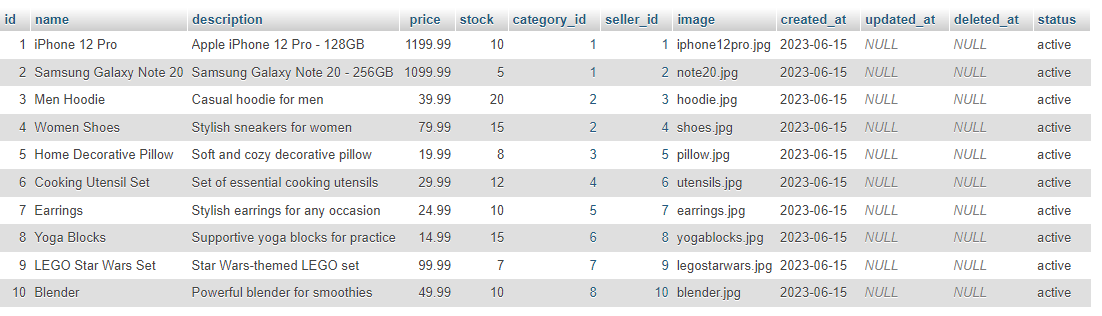 id name description price stock category_id seller_id image created_at updated_at deleted_at status
1 iPhone 12 Pro Apple iPhone 12 Pro - 128GB 1199.99 10 1 1 iphone12pro.jpg 2023-06-15 NULL NULL active
2 Samsung Galaxy Note 20 Samsung Galaxy Note 20 - 256GB 1099.99 5 1 2 note20.jpg 2023-06-15 NULL NULL active
3 Men Hoodie Casual hoodie for men 39.99 20 2 3 hoodie.jpg 2023-06-15 NULL NULL active
4 Women Shoes Stylish sneakers for women 79.99 15 2 4 shoes.jpg 2023-06-15 NULL NULL active
5 Home Decorative Pillow Soft and cozy decorative pillow 19.99 8 3 5 pillow.jpg 2023-06-15 NULL NULL active
6 Cooking Utensil Set Set of essential cooking utensils 29.99 12 4 6 utensils.jpg 2023-06-15 NULL NULL active
7 Earrings Stylish earrings for any occasion 24.99 10 5 7 earrings.jpg 2023-06-15 NULL NULL active
8 Yoga Blocks Supportive yoga blocks for practice 14.99 15 6 8 yogablocks.jpg 2023-06-15 NULL NULL active
9 LEGO Star Wars Set Star Wars-themed LEGO set 99.99 7 7 9 legostarwars.jpg 2023-06-15 NULL NULL active
10 Blender Powerful blender for smoothies 49.99 10 8 10 blender.jpg 2023-06-15 NULL NULL active